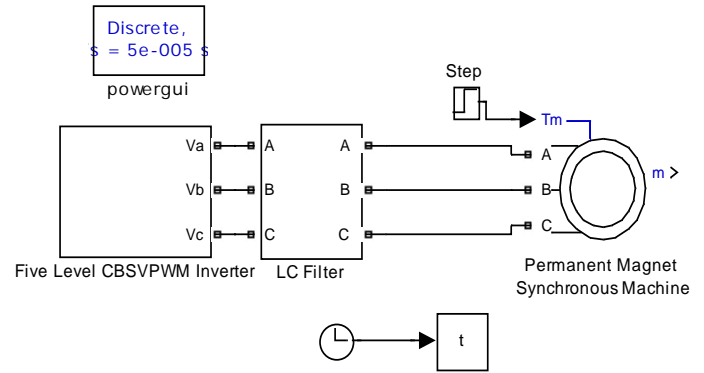 Discrete,
s = 5e-005 s
powergui
Step
Tm
Va
A
A
A
m
Vb
B
B
B
Vc
C
C
C
Five Level CBSVPWM Inverter
LC Filter
Permanent Magnet
Synchronous Machine
t